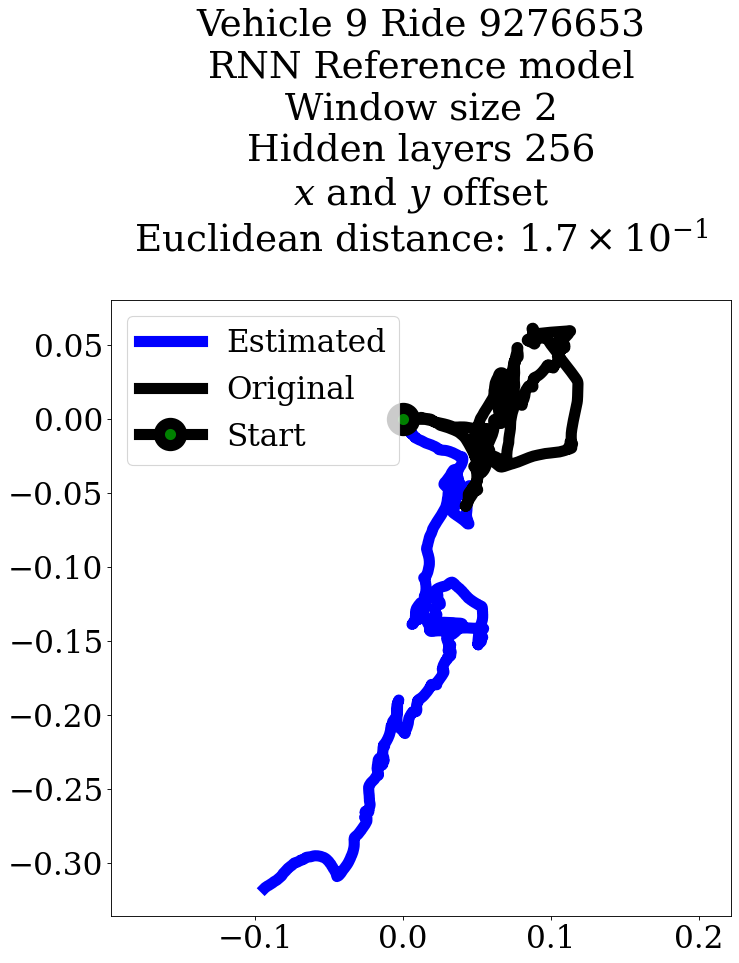 Vehicle 9 Ride 9276653
RNN Reference model
Window size 2
Hidden layers 256
x and y offset
Euclidean distance: 1.7 × 10⁻¹
Estimated
Original
Start
0.05
0.00
−0.05
−0.10
−0.15
−0.20
−0.25
−0.30
−0.1
0.0
0.1
0.2